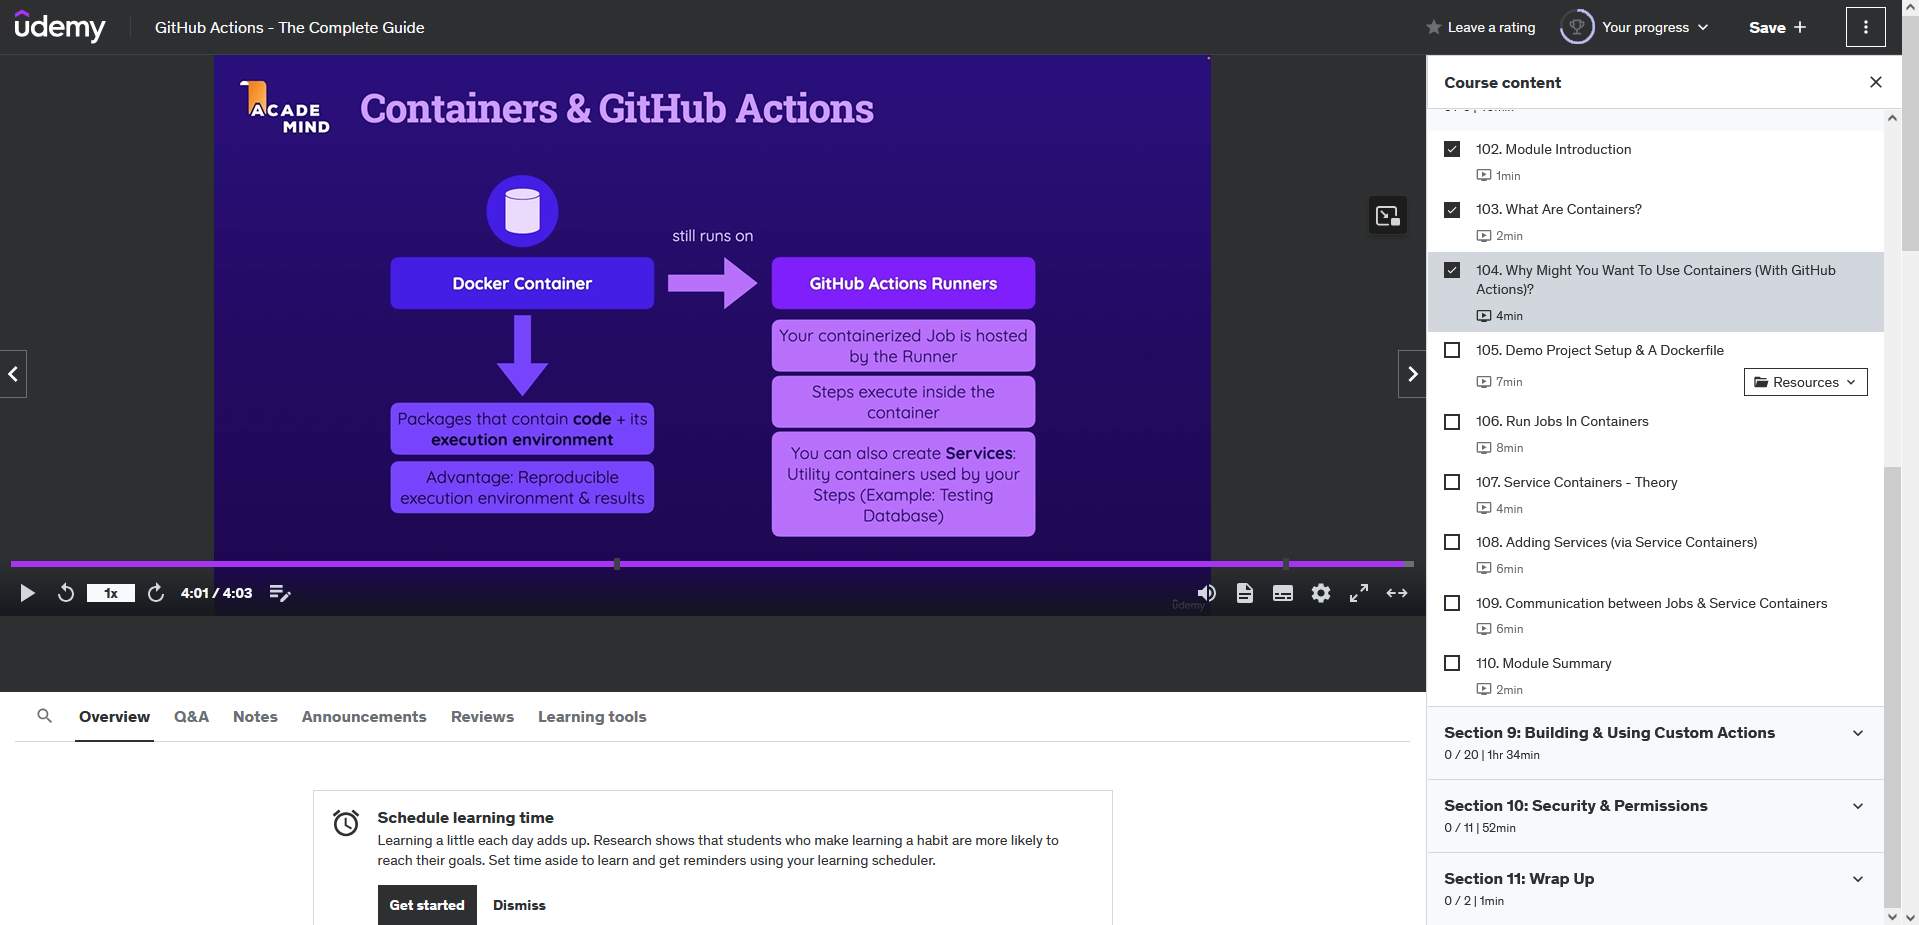 udemy
GitHub Actions - The Complete Guide
Leave a rating
Your progress
Save
ACADE
MIND
Containers & GitHub Actions
still runs on
Docker Container
GitHub Actions Runners
Your containerized Job is hosted
by the Runner
Steps execute inside the
container
You can also create Services:
Utility containers used by your
Steps (Example: Testing
Database)
Packages that contain code + its
execution environment
Advantage: Reproducible
execution environment & results
1x
4:01 / 4:03
udemy
Course content
102. Module Introduction
1min
103. What Are Containers?
2min
104. Why Might You Want To Use Containers (With GitHub
Actions)?
4min
105. Demo Project Setup & A Dockerfile
7min
Resources
106. Run Jobs In Containers
8min
107. Service Containers - Theory
4min
108. Adding Services (via Service Containers)
6min
109. Communication between Jobs & Service Containers
6min
110. Module Summary
2min
Section 9: Building & Using Custom Actions
0 / 20 | 1hr 34min
Section 10: Security & Permissions
0 / 11 | 52min
Section 11: Wrap Up
0 / 2 | 1min
Overview
Q&A
Notes
Announcements
Reviews
Learning tools
Schedule learning time
Learning a little each day adds up. Research shows that students who make learning a habit are more likely to
reach their goals. Set time aside to learn and get reminders using your learning scheduler.
Get started
Dismiss